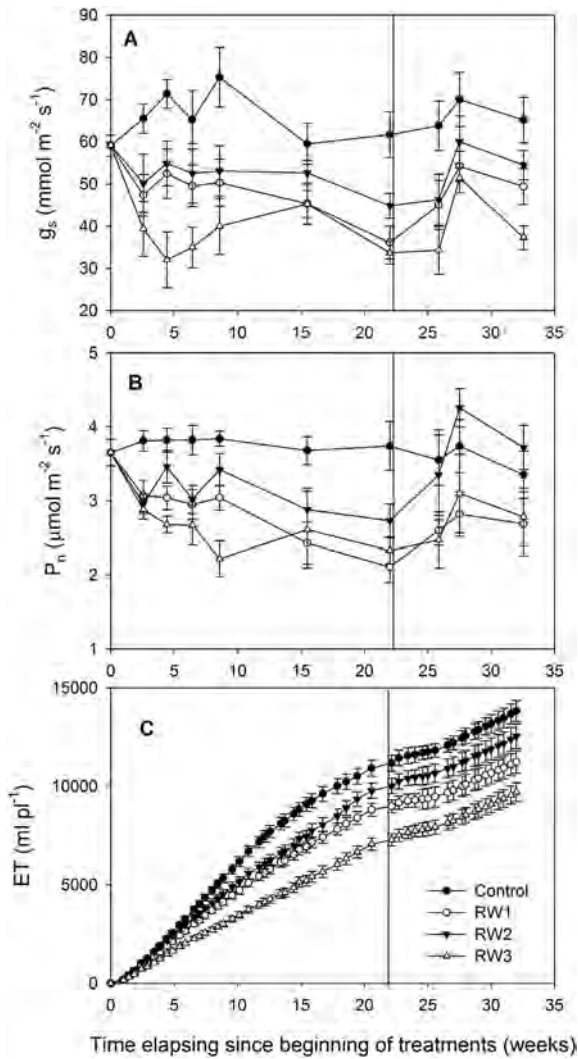 A
gs (mmol m-2 s-1)
90
80
70
60
50
40
30
20
0 5 10 15 20 25 30 35
B
Pn (µmol m-2 s-1)
5
4
3
2
1
0 5 10 15 20 25 30 35
C
ET (ml pl-1)
15000
10000
5000
0
Control
RW1
RW2
RW3
0 5 10 15 20 25 30 35
Time elapsing since beginning of treatments (weeks)